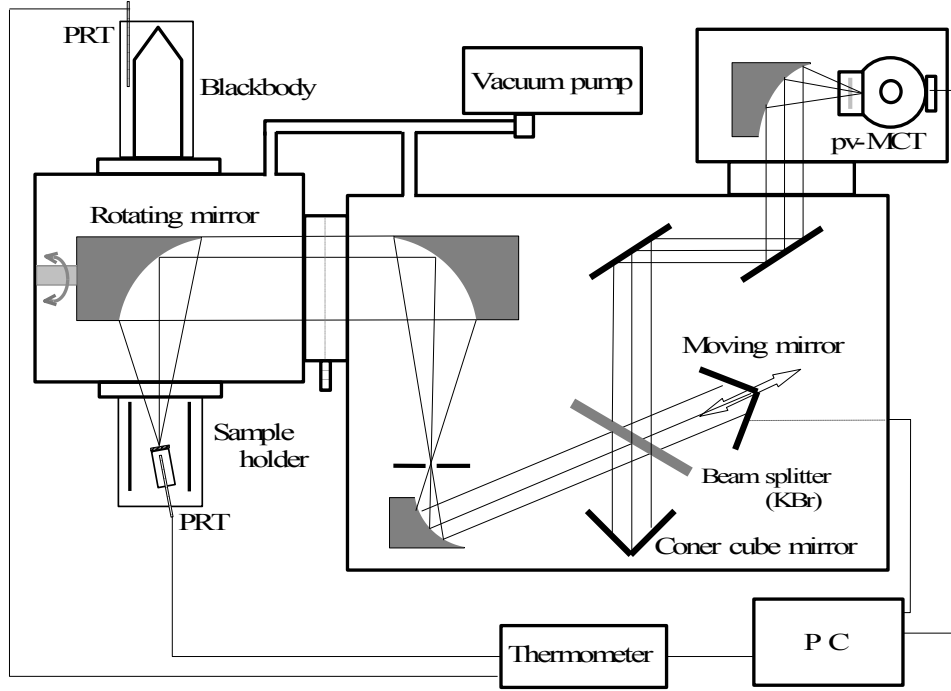 PRT
Blackbody
Vacuum pump
pv-MCT
Rotating mirror
Moving mirror
Sample
holder
Beam splitter
(KBr)
PRT
Coner cube mirror
Thermometer
P C